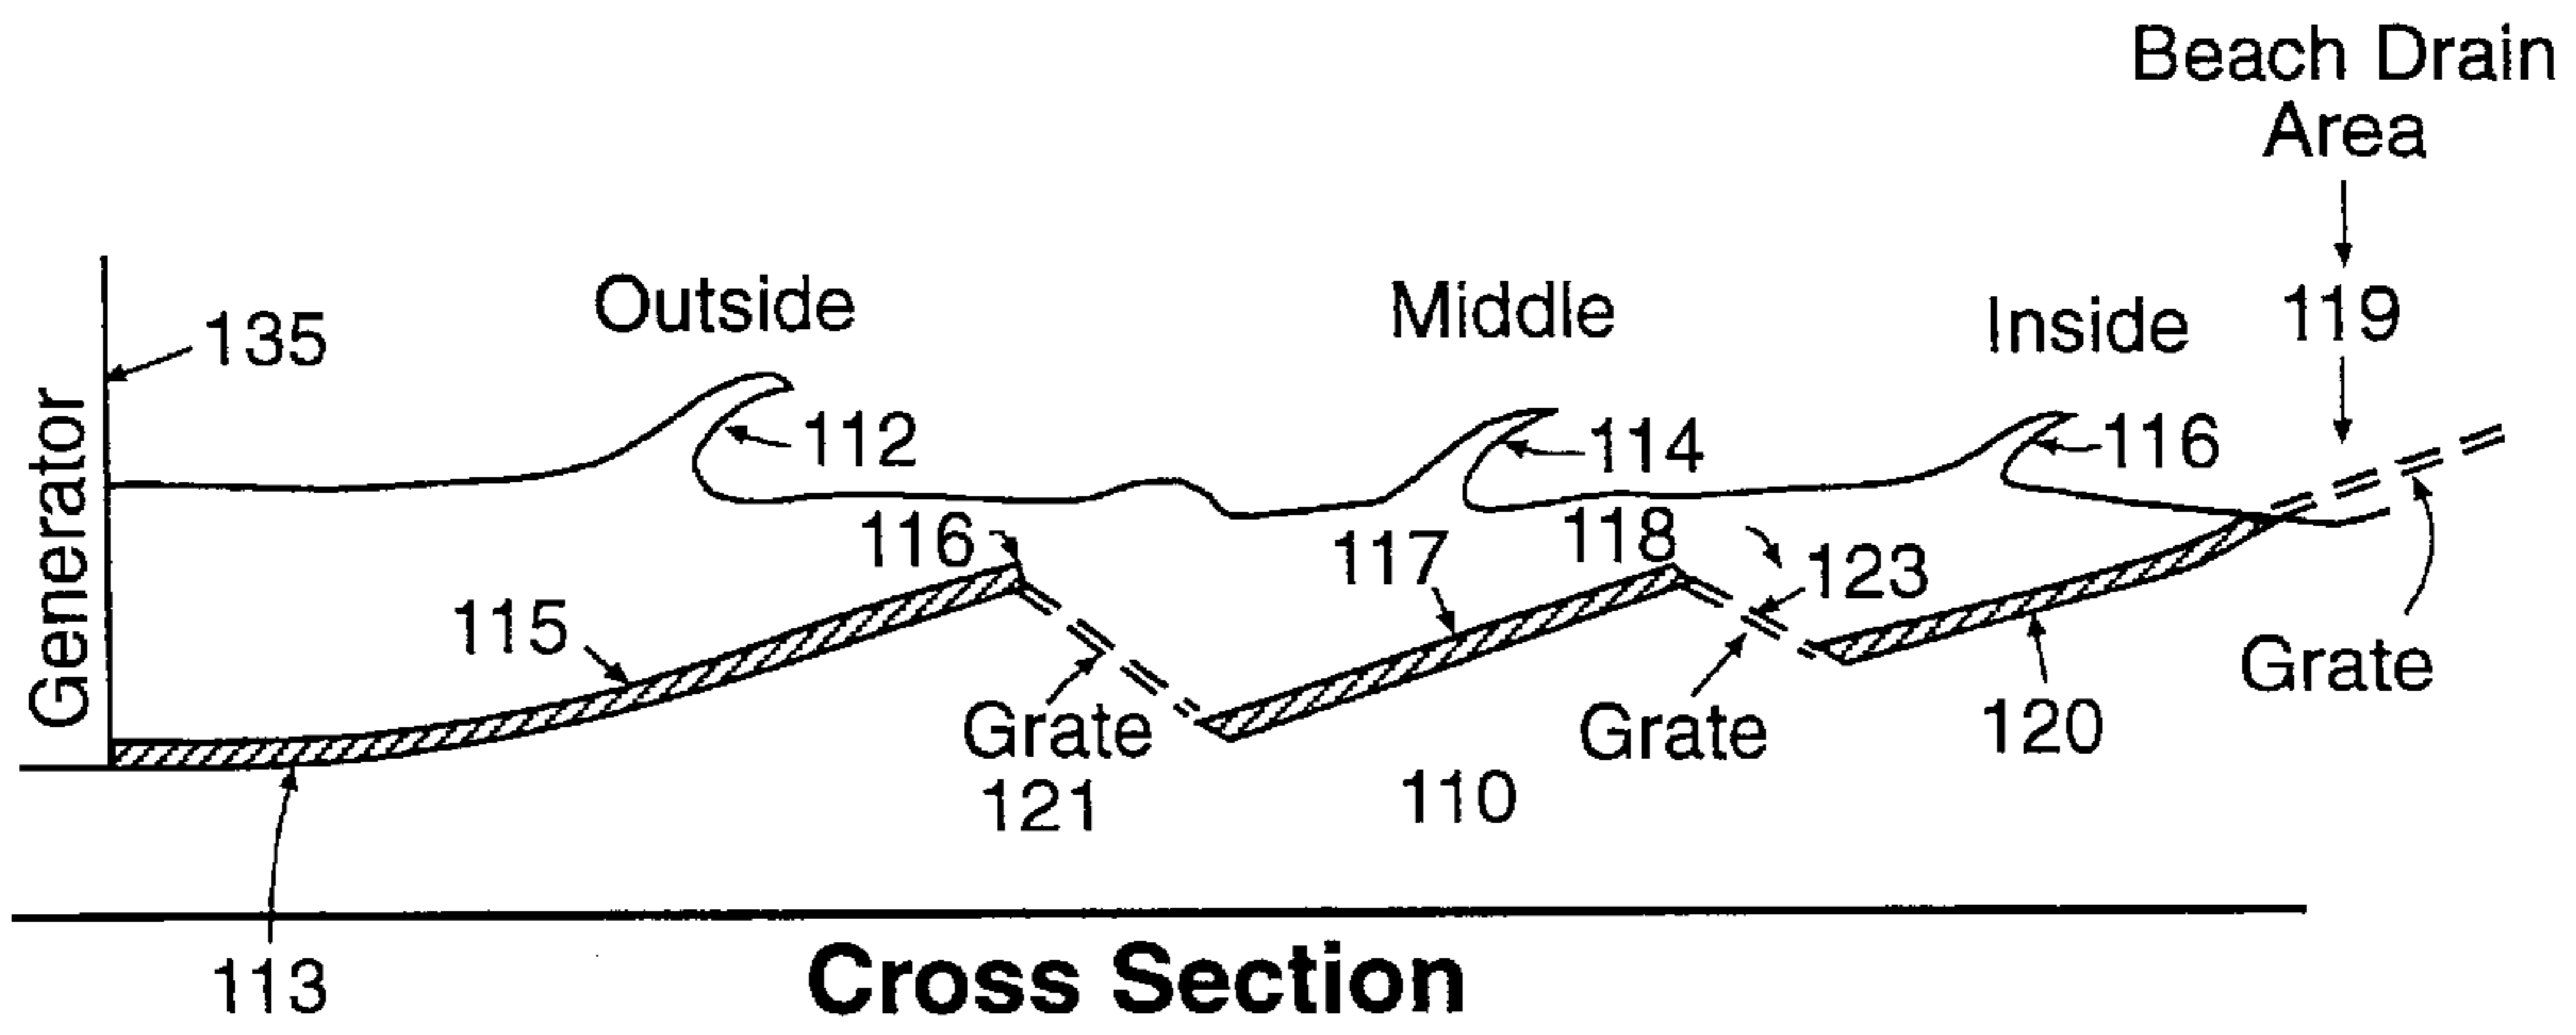 Beach Drain
Area
Outside
Middle
Inside
119
135
Generator
112
114
116
116
117
118
123
115
Grate
121
Grate
110
120
Grate
113
Cross Section